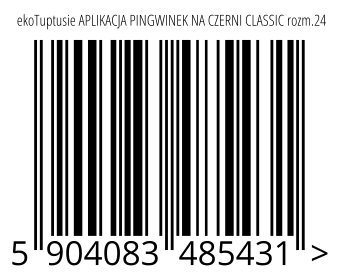 ekoTuptusie APLIKACJA PINGWINEK NA CZERNI CLASSIC rozm.24
5 904083 485431 >